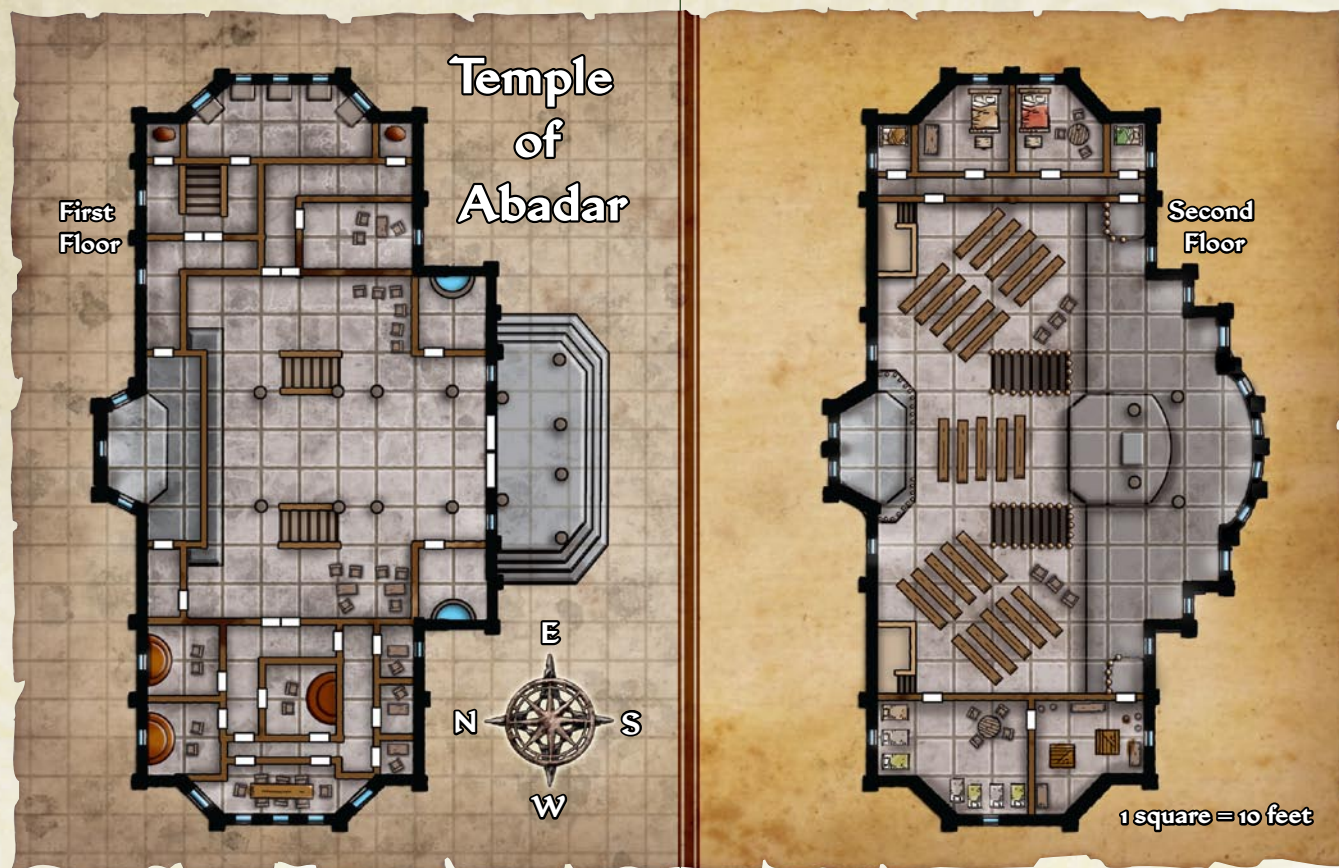 Temple
of
Abadar
First
Floor
Second
Floor
E
N
S
W
1 square = 10 feet